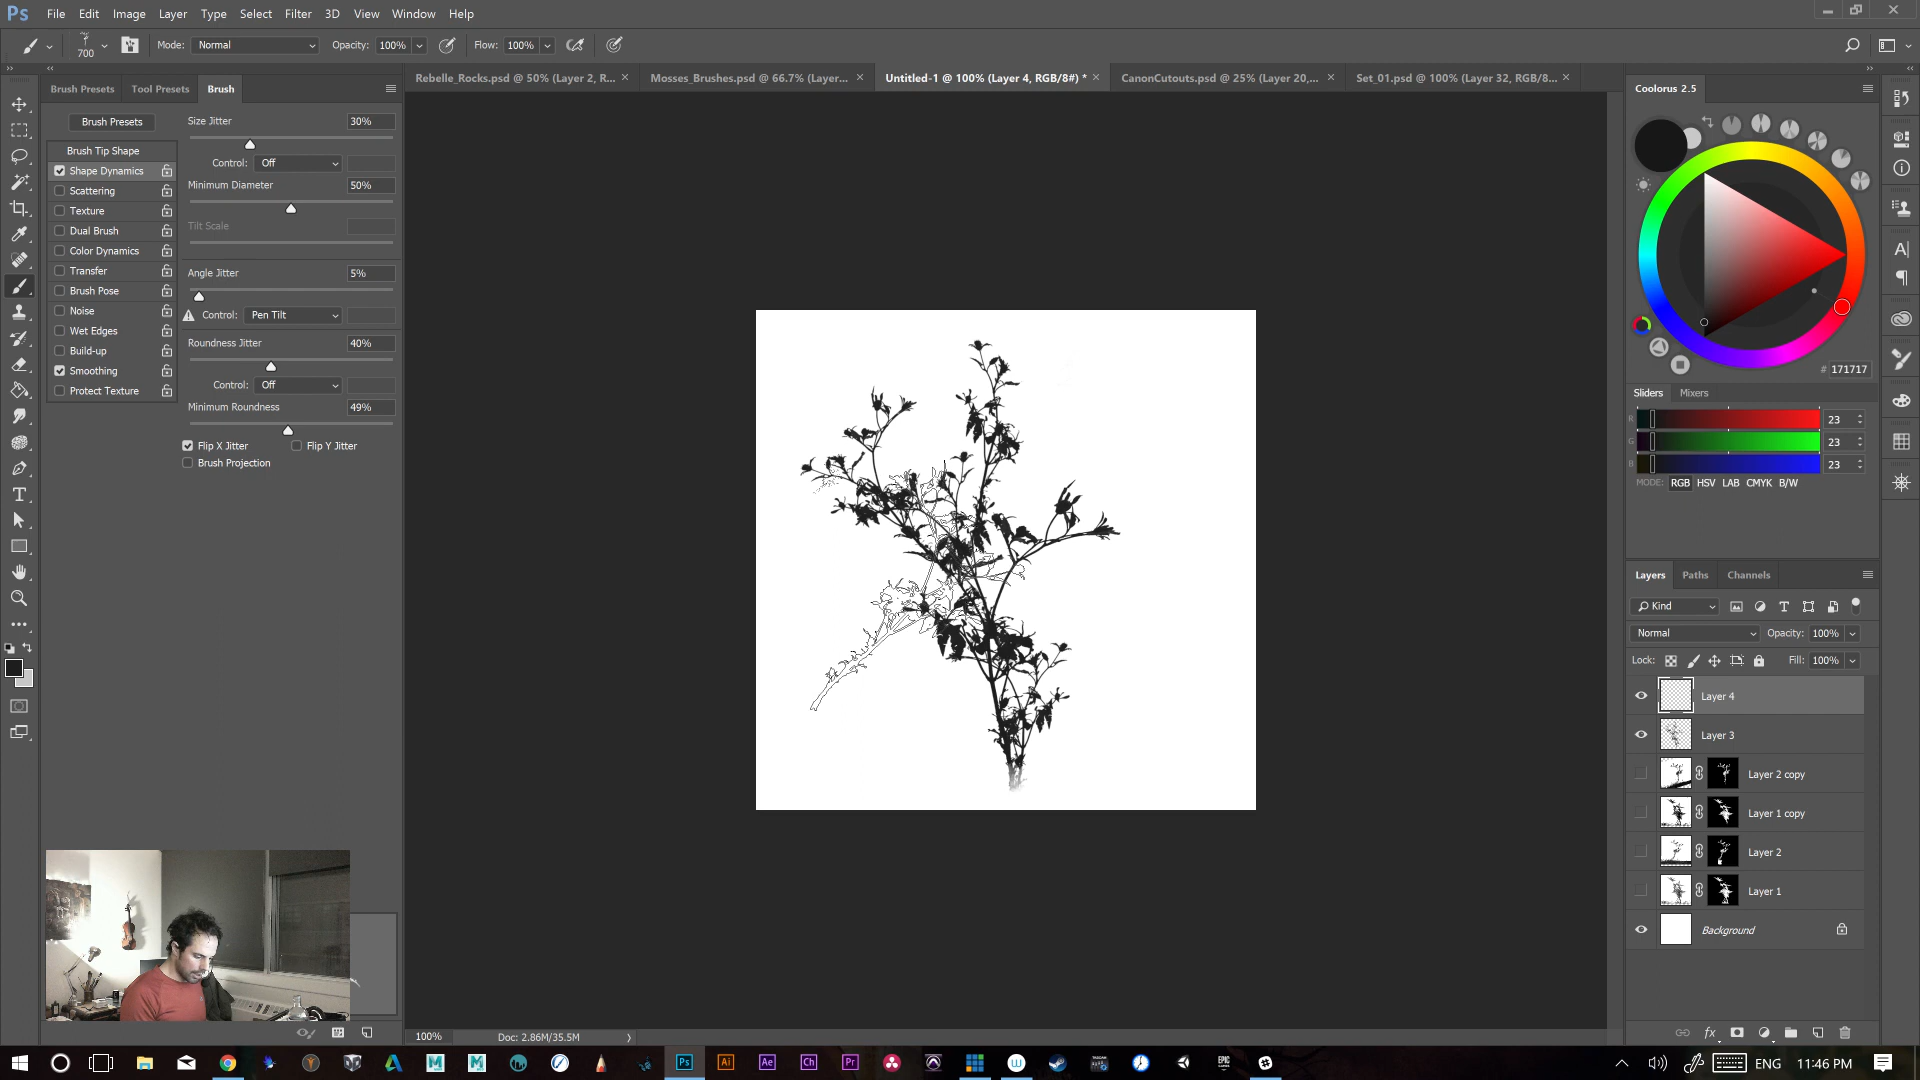 Ps File Edit Image Layer Type Select Filter 3D View Window Help
700 Mode: Normal Opacity: 100% Flow: 100%
Rebelle_Rocks.psd @ 50% (Layer 2, R... × Mosses_Brushes.psd @ 66.7% (Layer... × Untitled-1 @ 100% (Layer 4, RGB/8#) * × CanonCutouts.psd @ 25% (Layer 20,... × Set_01.psd @ 100% (Layer 32, RGB/8... ×
Brush Presets Tool Presets Brush
Brush Presets
Brush Tip Shape
Shape Dynamics
Scattering
Texture
Dual Brush
Color Dynamics
Transfer
Brush Pose
Noise
Wet Edges
Build-up
Smoothing
Protect Texture
Size Jitter 30%
Control: Off
Minimum Diameter 50%
Tilt Scale
Angle Jitter 5%
Control: Pen Tilt
Roundness Jitter 40%
Control: Off
Minimum Roundness 49%
Flip X Jitter Flip Y Jitter
Brush Projection
Coolorus 2.5
# 171717
Sliders Mixers
R 23
G 23
B 23
MODE: RGB HSV LAB CMYK B/W
Layers Paths Channels
Kind
Normal Opacity: 100%
Lock: Fill: 100%
Layer 4
Layer 3
Layer 2 copy
Layer 1 copy
Layer 2
Layer 1
Background
100% Doc: 2.86M/35.5M
Ps Ai Ae Ch Pr
ENG 11:46 PM